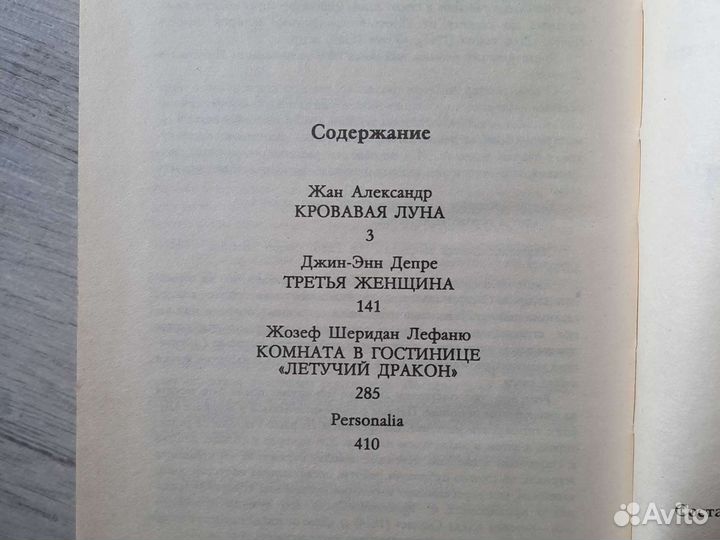 Содержание
Жан Александр
КРОВАВАЯ ЛУНА
3
Джин-Энн Депре
ТРЕТЬЯ ЖЕНЩИНА
141
Жозеф Шеридан Лефаню
КОМНАТА В ГОСТИНИЦЕ
«ЛЕТУЧИЙ ДРАКОН»
285
Personalia
410
Avito